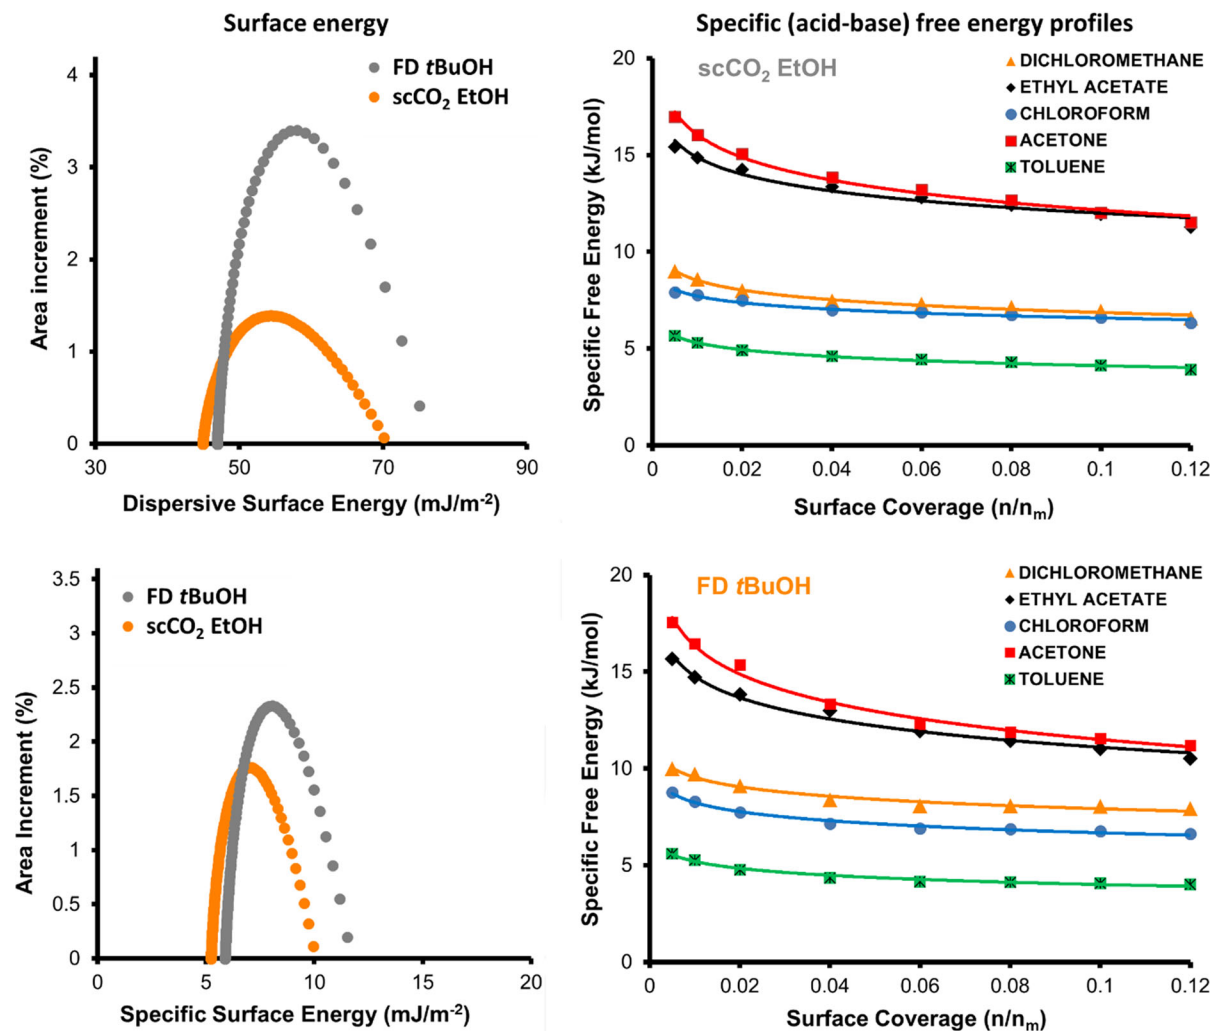 Surface energy
FD tBuOH
scCO₂ EtOH
Area increment (%)
4
3
2
1
0
30
50
70
90
Dispersive Surface Energy (mJ/m⁻²)
Specific (acid-base) free energy profiles
scCO₂ EtOH
DICHLOROMETHANE
ETHYL ACETATE
CHLOROFORM
ACETONE
TOLUENE
Specific Free Energy (kJ/mol)
20
15
10
5
0
0
0.02
0.04
0.06
0.08
0.1
0.12
Surface Coverage (n/nₘ)
FD tBuOH
scCO₂ EtOH
Area Increment (%)
3.5
3
2.5
2
1.5
1
0.5
0
0
5
10
15
20
Specific Surface Energy (mJ/m⁻²)
FD tBuOH
DICHLOROMETHANE
ETHYL ACETATE
CHLOROFORM
ACETONE
TOLUENE
Specific Free Energy (kJ/mol)
20
15
10
5
0
0
0.02
0.04
0.06
0.08
0.1
0.12
Surface Coverage (n/nₘ)